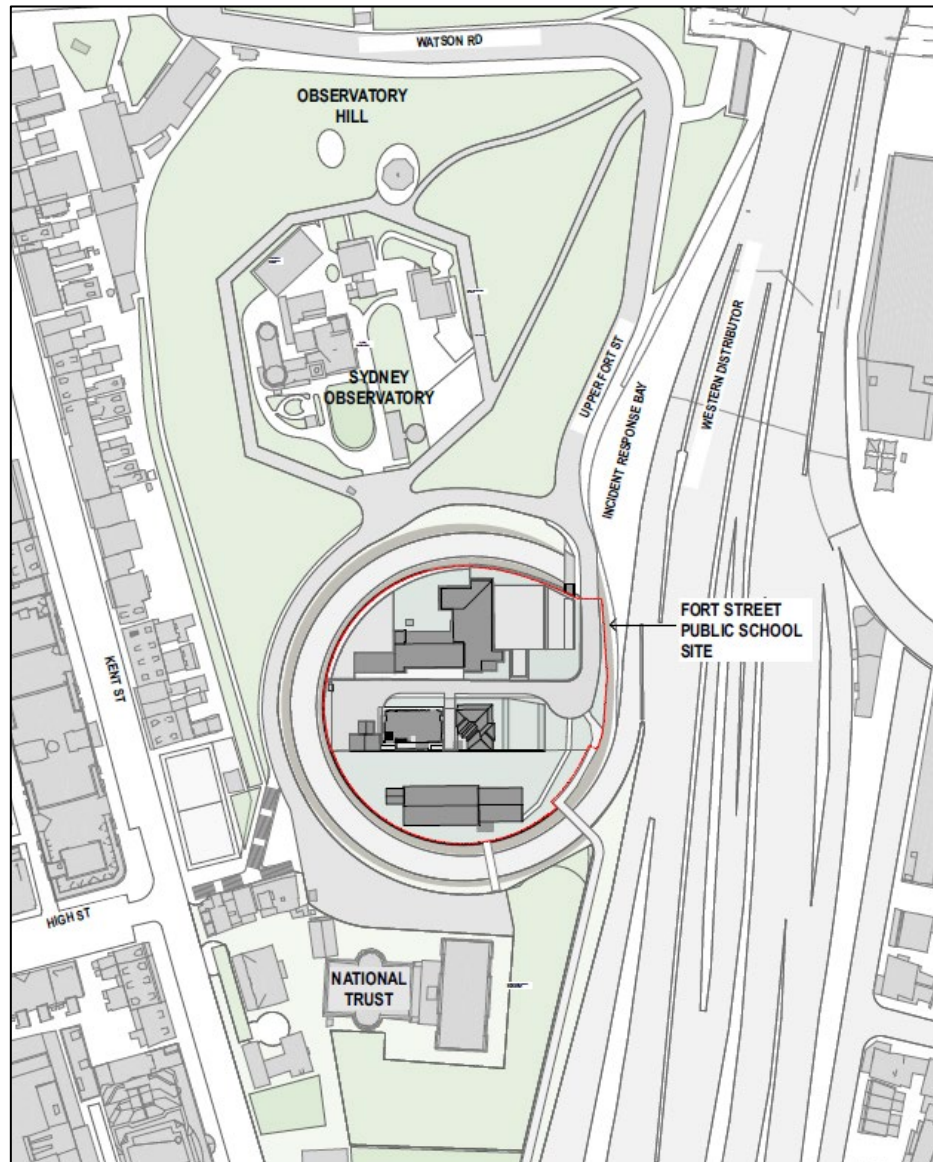 WATSON RD
OBSERVATORY
HILL
SYDNEY
OBSERVATORY
UPPER FORT ST
INCIDENT RESPONSE BAY
WESTERN DISTRIBUTOR
FORT STREET
PUBLIC SCHOOL
SITE
KENT ST
HIGH ST
NATIONAL
TRUST